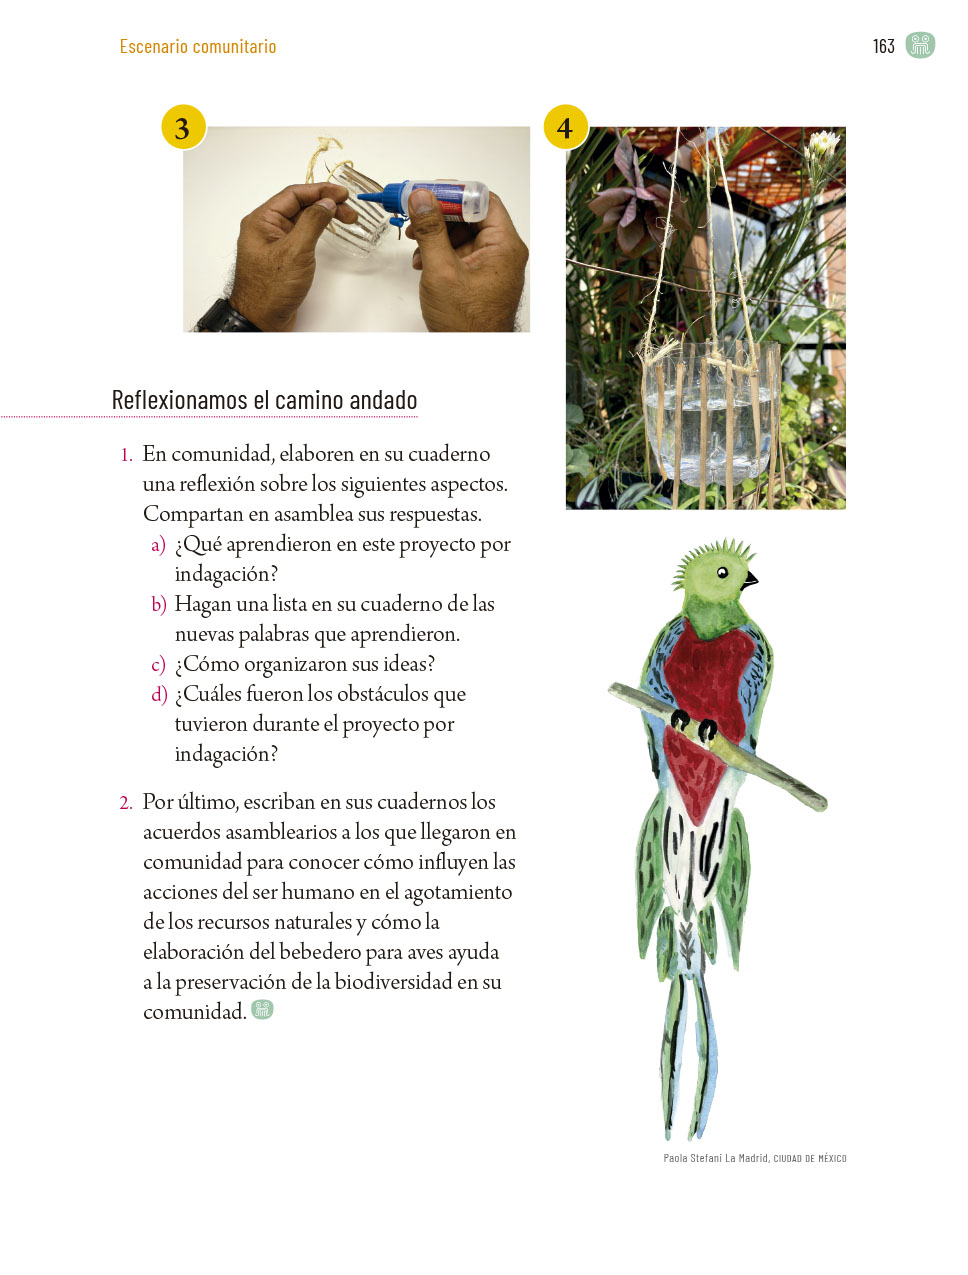 Escenario comunitario
163
3
4
Reflexionamos el camino andado
1. En comunidad, elaboren en su cuaderno
una reflexión sobre los siguientes aspectos.
Compartan en asamblea sus respuestas.
a) ¿Qué aprendieron en este proyecto por
indagación?
b) Hagan una lista en su cuaderno de las
nuevas palabras que aprendieron.
c) ¿Cómo organizaron sus ideas?
d) ¿Cuáles fueron los obstáculos que
tuvieron durante el proyecto por
indagación?
2. Por último, escriban en sus cuadernos los
acuerdos asamblearios a los que llegaron en
comunidad para conocer cómo influyen las
acciones del ser humano en el agotamiento
de los recursos naturales y cómo la
elaboración del bebedero para aves ayuda
a la preservación de la biodiversidad en su
comunidad.
Paola Stefani La Madrid, CIUDAD DE MÉXICO